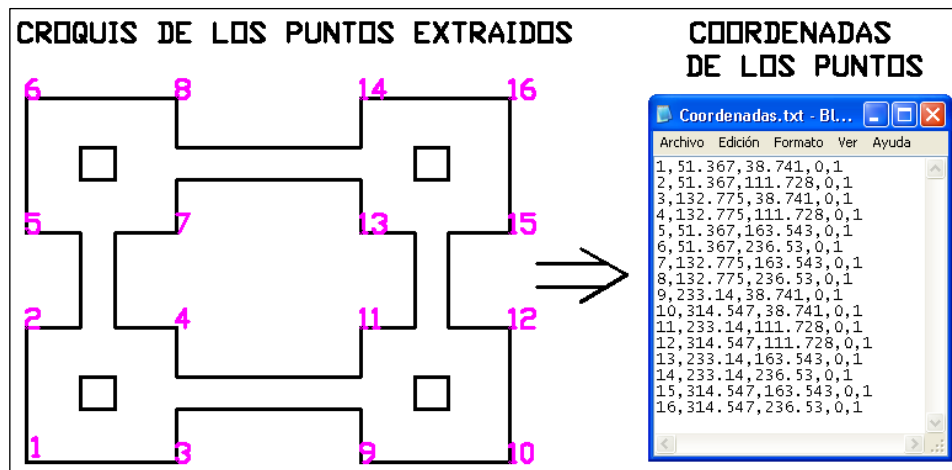 CROQUIS DE LOS PUNTOS EXTRAIDOS
COORDENADAS
DE LOS PUNTOS
6 8 14 16
5 7 13 15
2 4 11 12
1 3 9 10
Coordenadas.txt - Bl...
Archivo Edición Formato Ver Ayuda
1,51.367,38.741,0,1
2,51.367,111.728,0,1
3,132.775,38.741,0,1
4,132.775,111.728,0,1
5,51.367,163.543,0,1
6,51.367,236.53,0,1
7,132.775,163.543,0,1
8,132.775,236.53,0,1
9,233.14,38.741,0,1
10,314.547,38.741,0,1
11,233.14,111.728,0,1
12,314.547,111.728,0,1
13,233.14,163.543,0,1
14,233.14,236.53,0,1
15,314.547,163.543,0,1
16,314.547,236.53,0,1